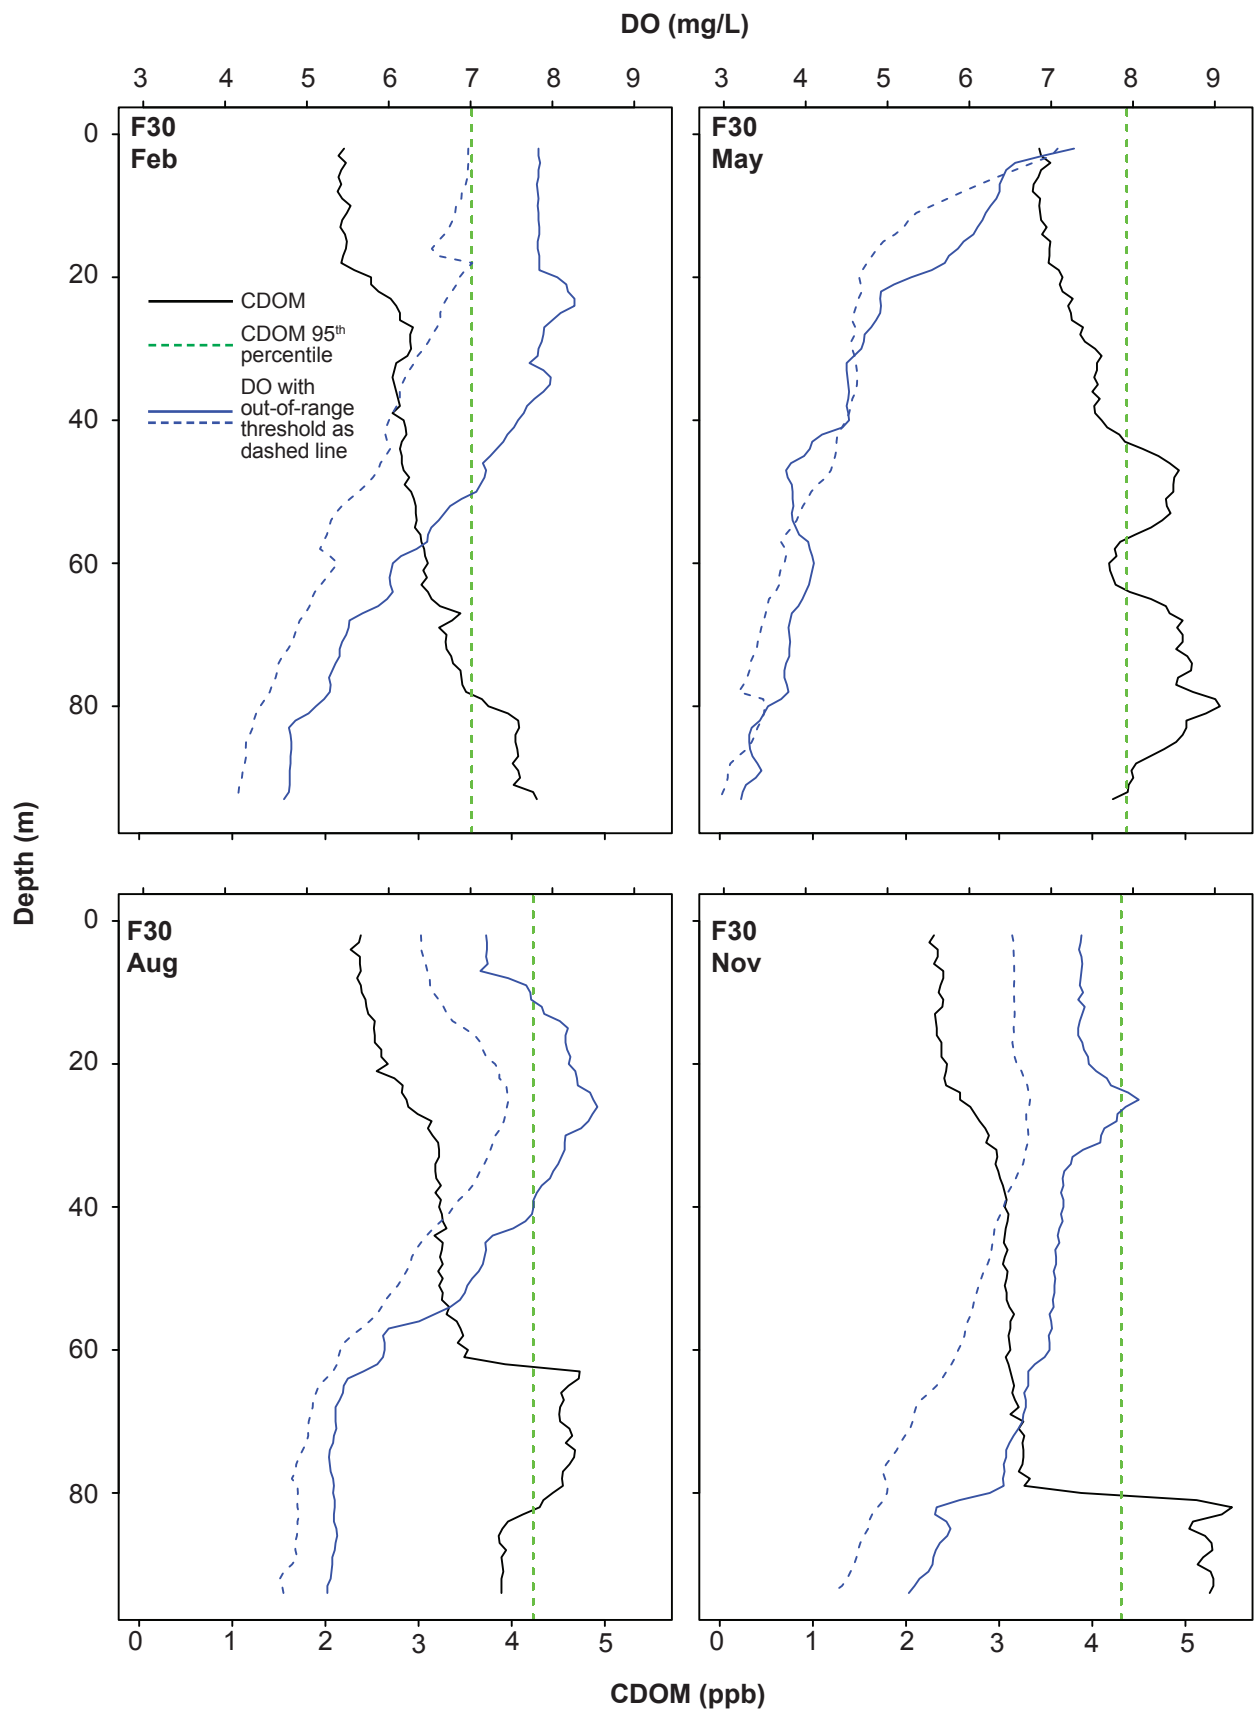 DO (mg/L)
3 4 5 6 7 8 9 3 4 5 6 7 8 9
F30
Feb
F30
May
0
20
40
60
80
CDOM
CDOM 95th
percentile
DO with
out-of-range
threshold as
dashed line
Depth (m)
F30
Aug
F30
Nov
0
20
40
60
80
0 1 2 3 4 5 0 1 2 3 4 5
CDOM (ppb)